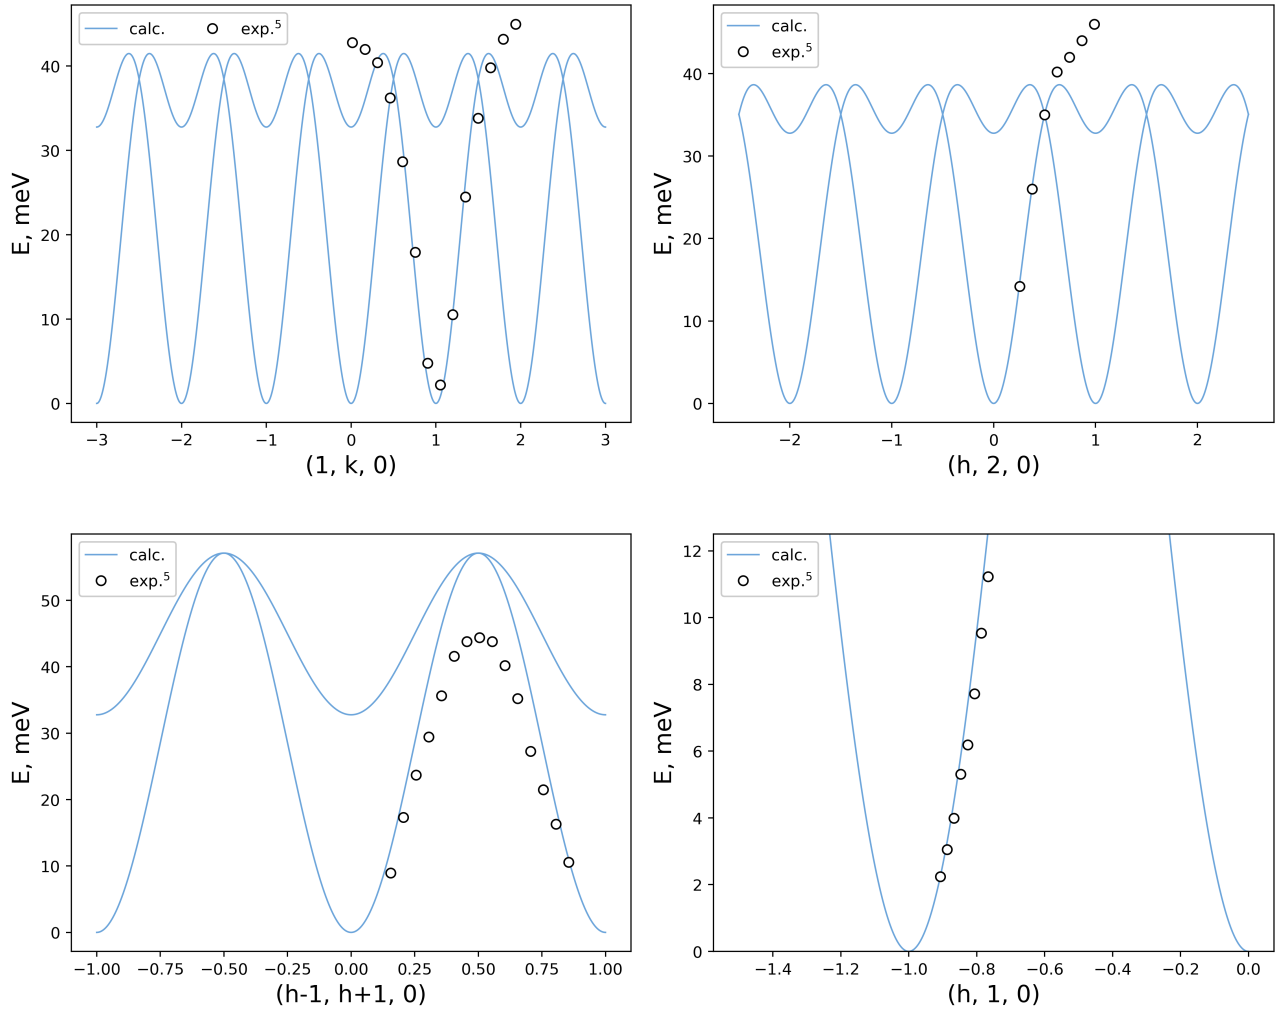 calc. exp.⁵
E, meV
40
30
20
10
0
−3 −2 −1 0 1 2 3
(1, k, 0)
calc.
exp.⁵
E, meV
40
30
20
10
0
−2 −1 0 1 2
(h, 2, 0)
calc.
exp.⁵
E, meV
50
40
30
20
10
0
−1.00 −0.75 −0.50 −0.25 0.00 0.25 0.50 0.75 1.00
(h-1, h+1, 0)
calc.
exp.⁵
E, meV
12
10
8
6
4
2
0
−1.4 −1.2 −1.0 −0.8 −0.6 −0.4 −0.2 0.0
(h, 1, 0)